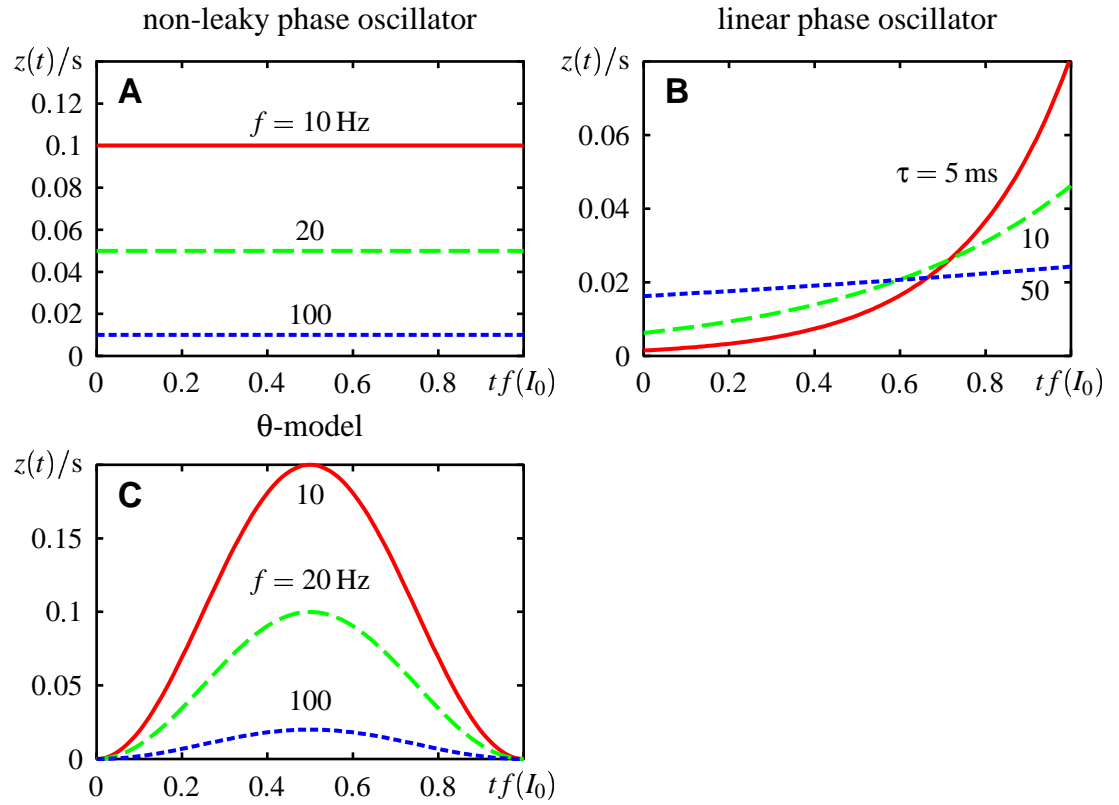 non-leaky phase oscillator
z(t)/s
A
0.12
f = 10 Hz
0.1
0.08
20
0.06
0.04
100
0.02
0
0 0.2 0.4 0.6 0.8 tf(I₀)
linear phase oscillator
z(t)/s
B
0.06
τ = 5 ms
0.04
10
0.02
50
0
0 0.2 0.4 0.6 0.8 tf(I₀)
θ-model
z(t)/s
C
10
0.15
f = 20 Hz
0.1
0.05
100
0
0 0.2 0.4 0.6 0.8 tf(I₀)